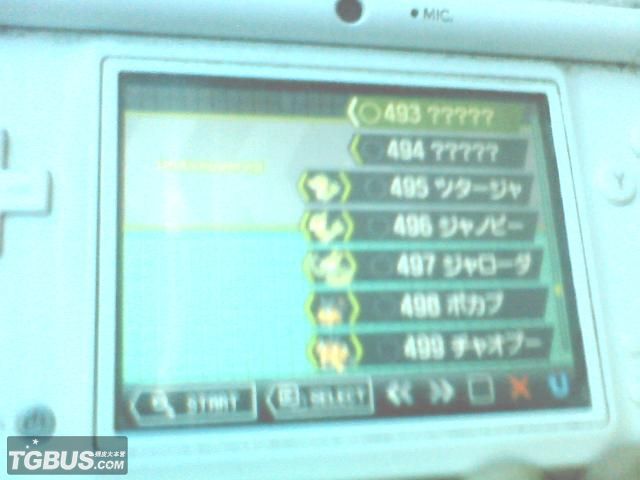 MIC.
493 ?????
494 ?????
495 ツタージャ
496 ジャノビー
497 ジャローダ
498 ポカブ
499 チャオブー
START
SELECT
Y
TGBUS.COM